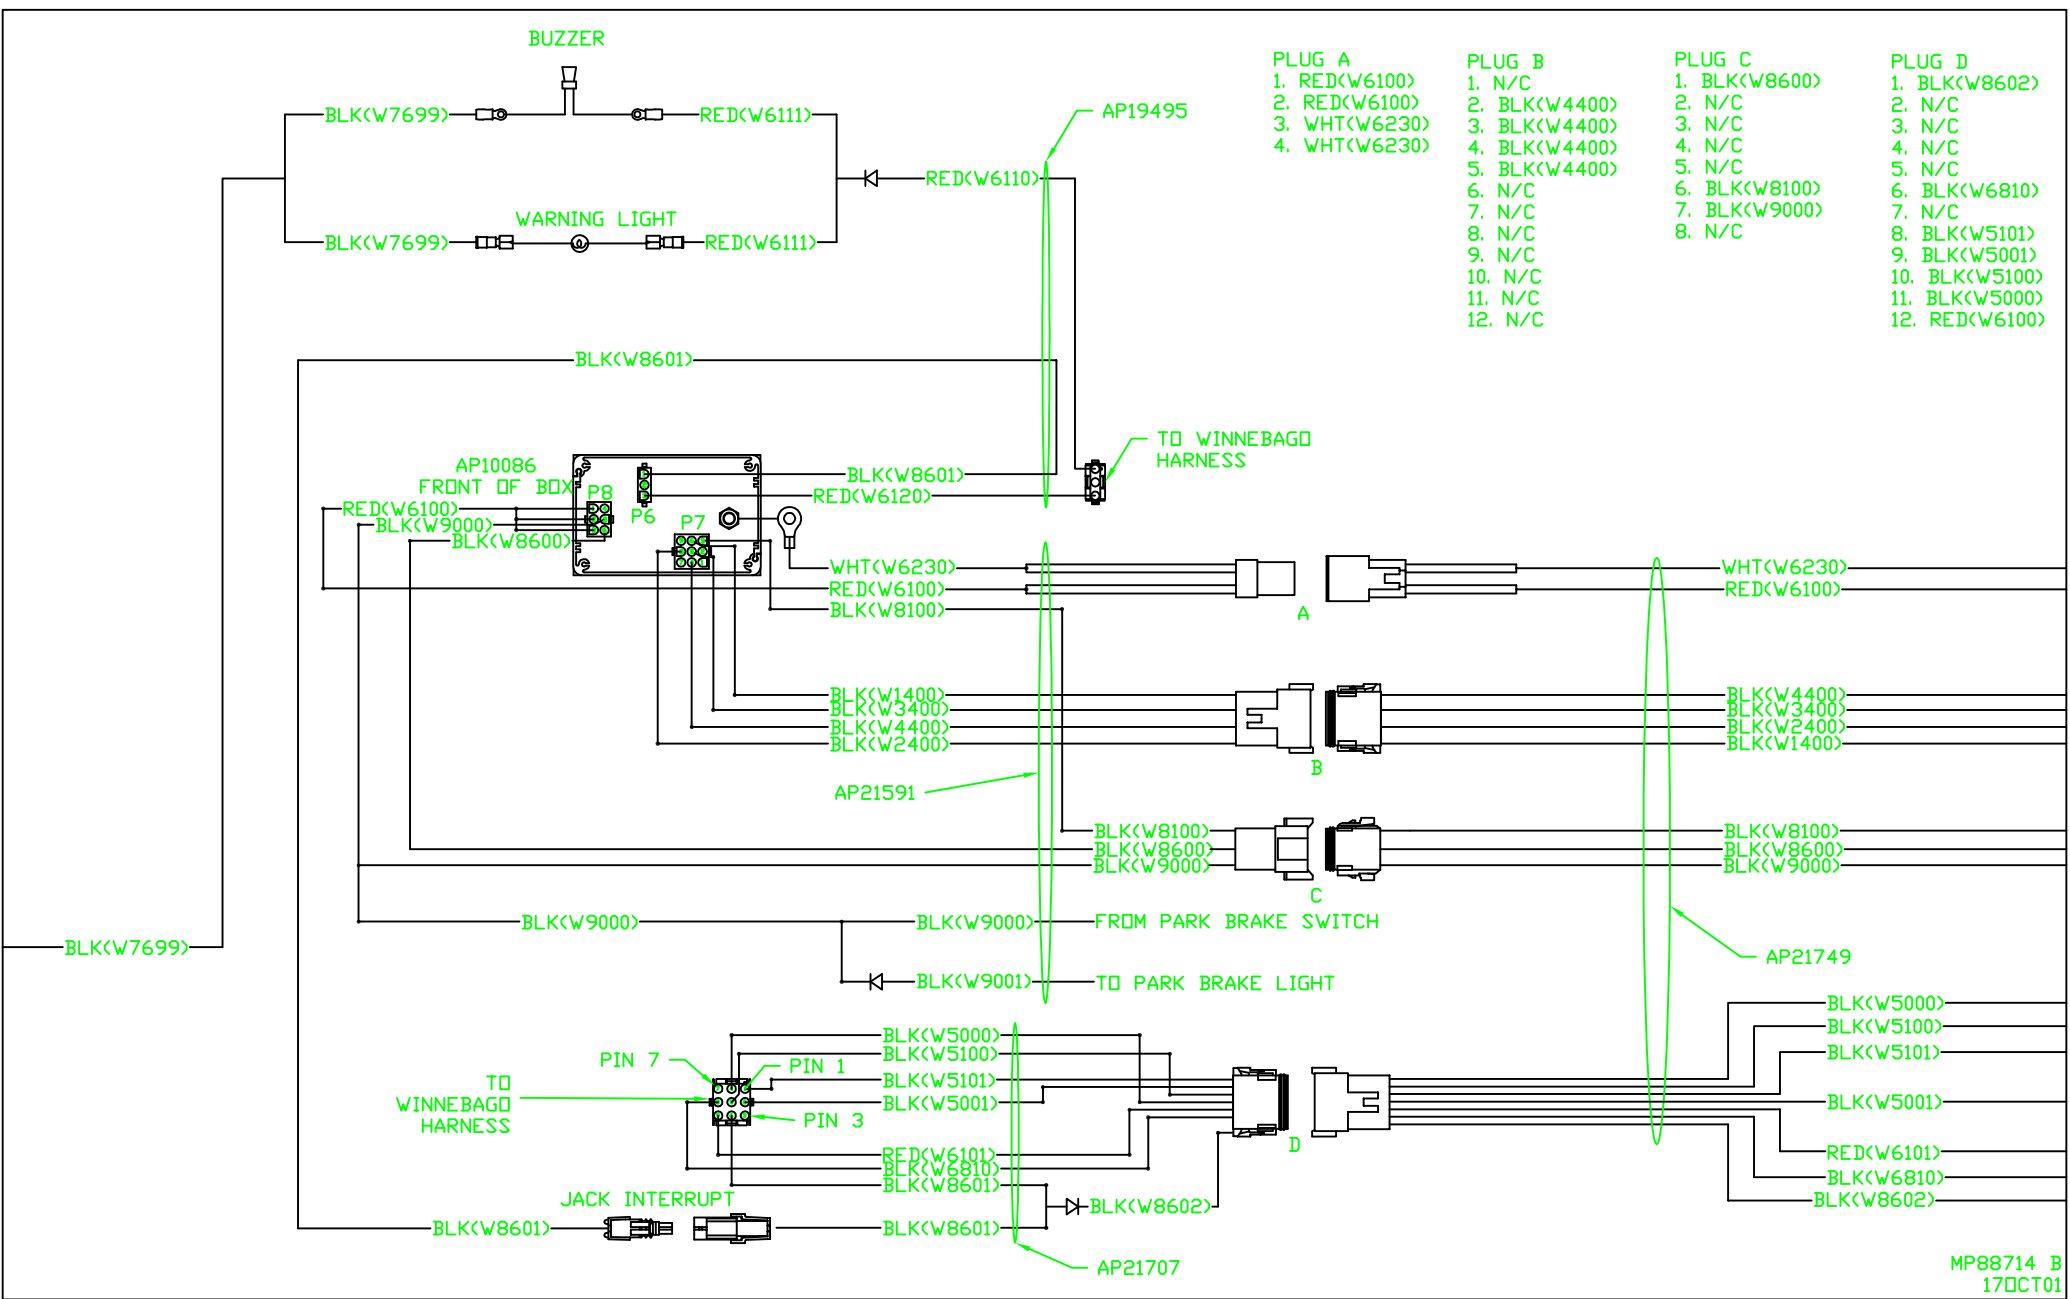 BUZZER
BLK(W7699)
RED(W6111)
AP19495
RED(W6110)
WARNING LIGHT
BLK(W7699)
RED(W6111)
PLUG A
1. RED(W6100)
2. RED(W6100)
3. WHT(W6230)
4. WHT(W6230)
PLUG B
1. N/C
2. BLK(W4400)
3. BLK(W4400)
4. BLK(W4400)
5. BLK(W4400)
6. N/C
7. N/C
8. N/C
9. N/C
10. N/C
11. N/C
12. N/C
PLUG C
1. BLK(W8600)
2. N/C
3. N/C
4. N/C
5. N/C
6. BLK(W8100)
7. BLK(W9000)
8. N/C
PLUG D
1. BLK(W8602)
2. N/C
3. N/C
4. N/C
5. N/C
6. BLK(W6810)
7. N/C
8. BLK(W5101)
9. BLK(W5001)
10. BLK(W5100)
11. BLK(W5000)
12. RED(W6100)
BLK(W8601)
TO WINNEBAGO
HARNESS
AP10086
FRONT OF BOX
P8
P6
P7
BLK(W8601)
RED(W6120)
RED(W6100)
BLK(W9000)
BLK(W8600)
WHT(W6230)
RED(W6100)
BLK(W8100)
A
WHT(W6230)
RED(W6100)
BLK(W1400)
BLK(W3400)
BLK(W4400)
BLK(W2400)
B
BLK(W4400)
BLK(W3400)
BLK(W2400)
BLK(W1400)
AP21591
BLK(W8100)
BLK(W8600)
BLK(W9000)
C
BLK(W8100)
BLK(W8600)
BLK(W9000)
BLK(W9000)
BLK(W9000)
FROM PARK BRAKE SWITCH
BLK(W7699)
BLK(W9001)
TO PARK BRAKE LIGHT
AP21749
PIN 7
PIN 1
PIN 3
TO
WINNEBAGO
HARNESS
BLK(W5000)
BLK(W5100)
BLK(W5101)
BLK(W5001)
RED(W6101)
BLK(W6810)
BLK(W8601)
D
BLK(W5000)
BLK(W5100)
BLK(W5101)
BLK(W5001)
RED(W6101)
BLK(W6810)
BLK(W8602)
JACK INTERRUPT
BLK(W8601)
BLK(W8601)
BLK(W8602)
AP21707
MP88714 B
17OCT01